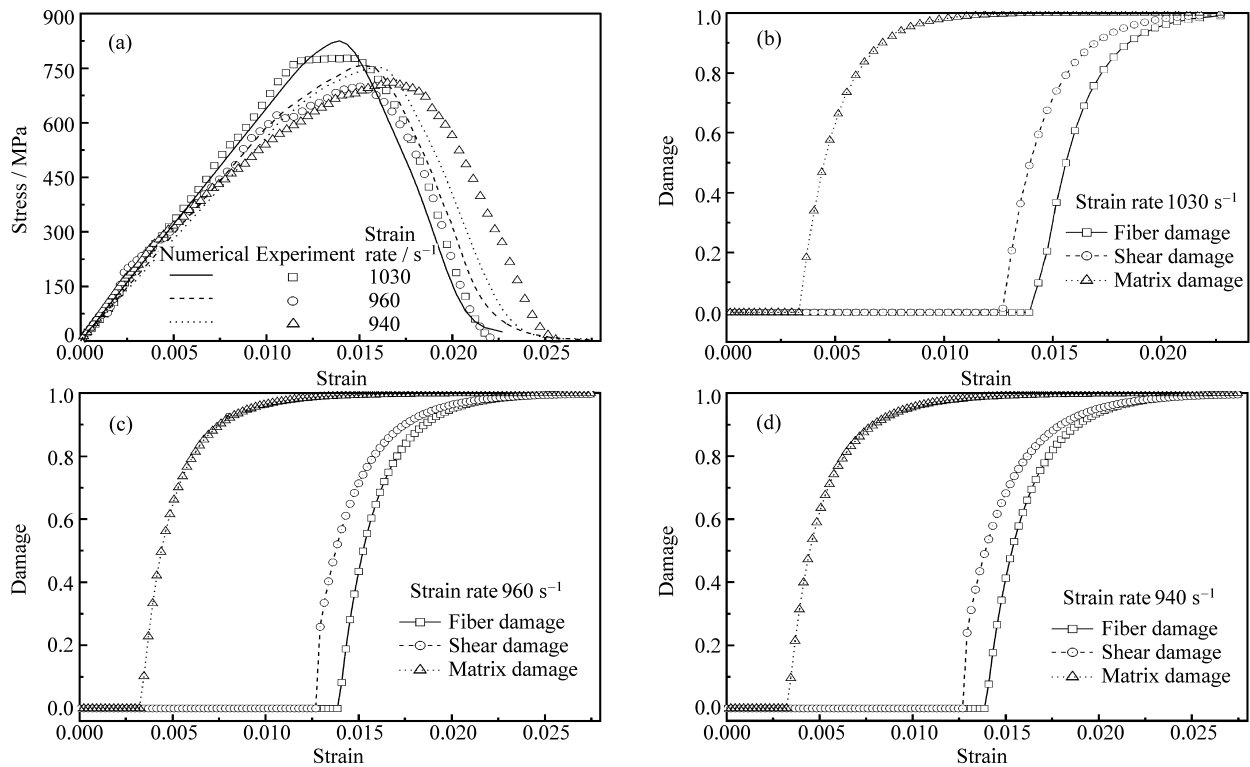 (a)
900
750
600
450
300
150
0
Stress / MPa
Numerical Experiment Strain rate / s⁻¹
1030
960
940
0.000 0.005 0.010 0.015 0.020 0.025
Strain
(b)
1.0
0.8
0.6
0.4
0.2
0.0
Damage
Strain rate 1030 s⁻¹
Fiber damage
Shear damage
Matrix damage
0.000 0.005 0.010 0.015 0.020
Strain
(c)
1.0
0.8
0.6
0.4
0.2
0.0
Damage
Strain rate 960 s⁻¹
Fiber damage
Shear damage
Matrix damage
0.000 0.005 0.010 0.015 0.020 0.025
Strain
(d)
1.0
0.8
0.6
0.4
0.2
0.0
Damage
Strain rate 940 s⁻¹
Fiber damage
Shear damage
Matrix damage
0.000 0.005 0.010 0.015 0.020 0.025
Strain